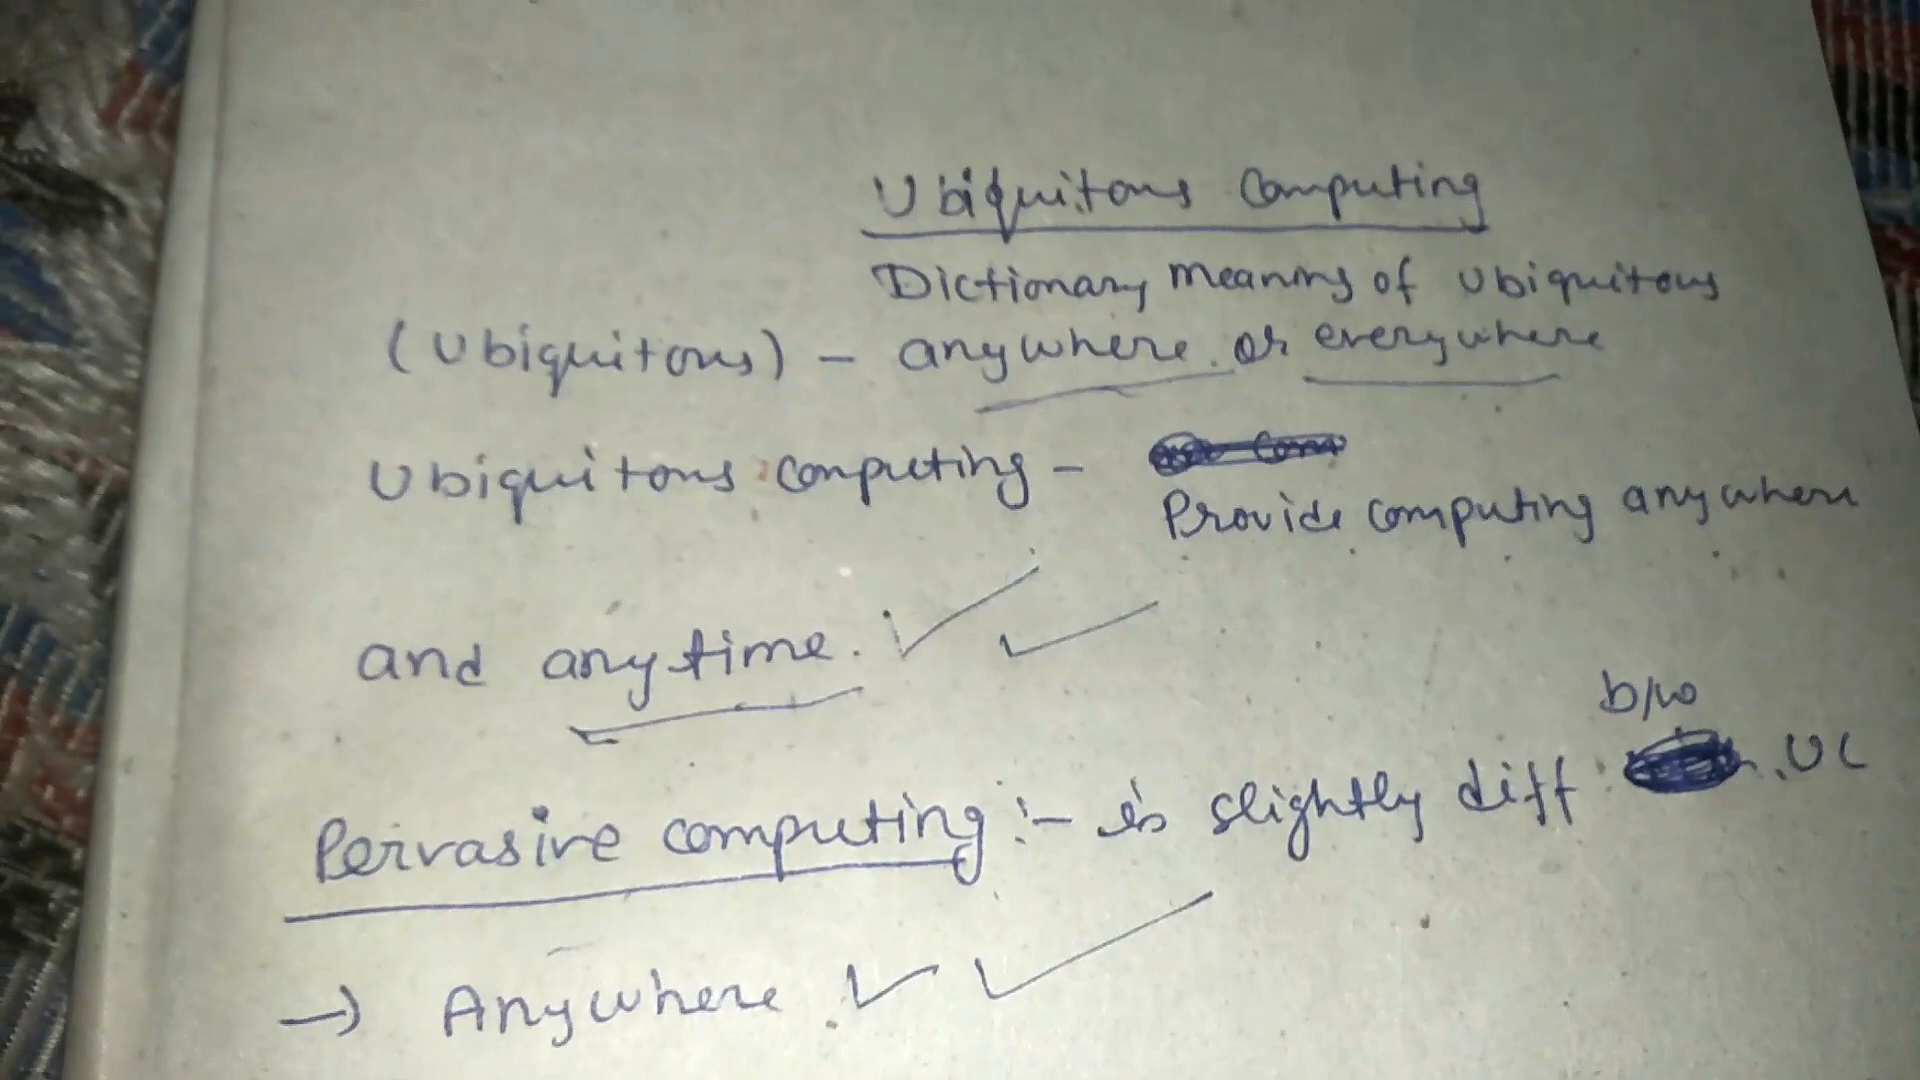 Ubiquitous Computing
Dictionary meaning of Ubiquitous
(Ubiquitous) - anywhere or everywhere
Ubiquitous computing -
Provide computing anywhere
and anytime.
b/w
Pervasive computing :- is slightly diff UC
→ Anywhere